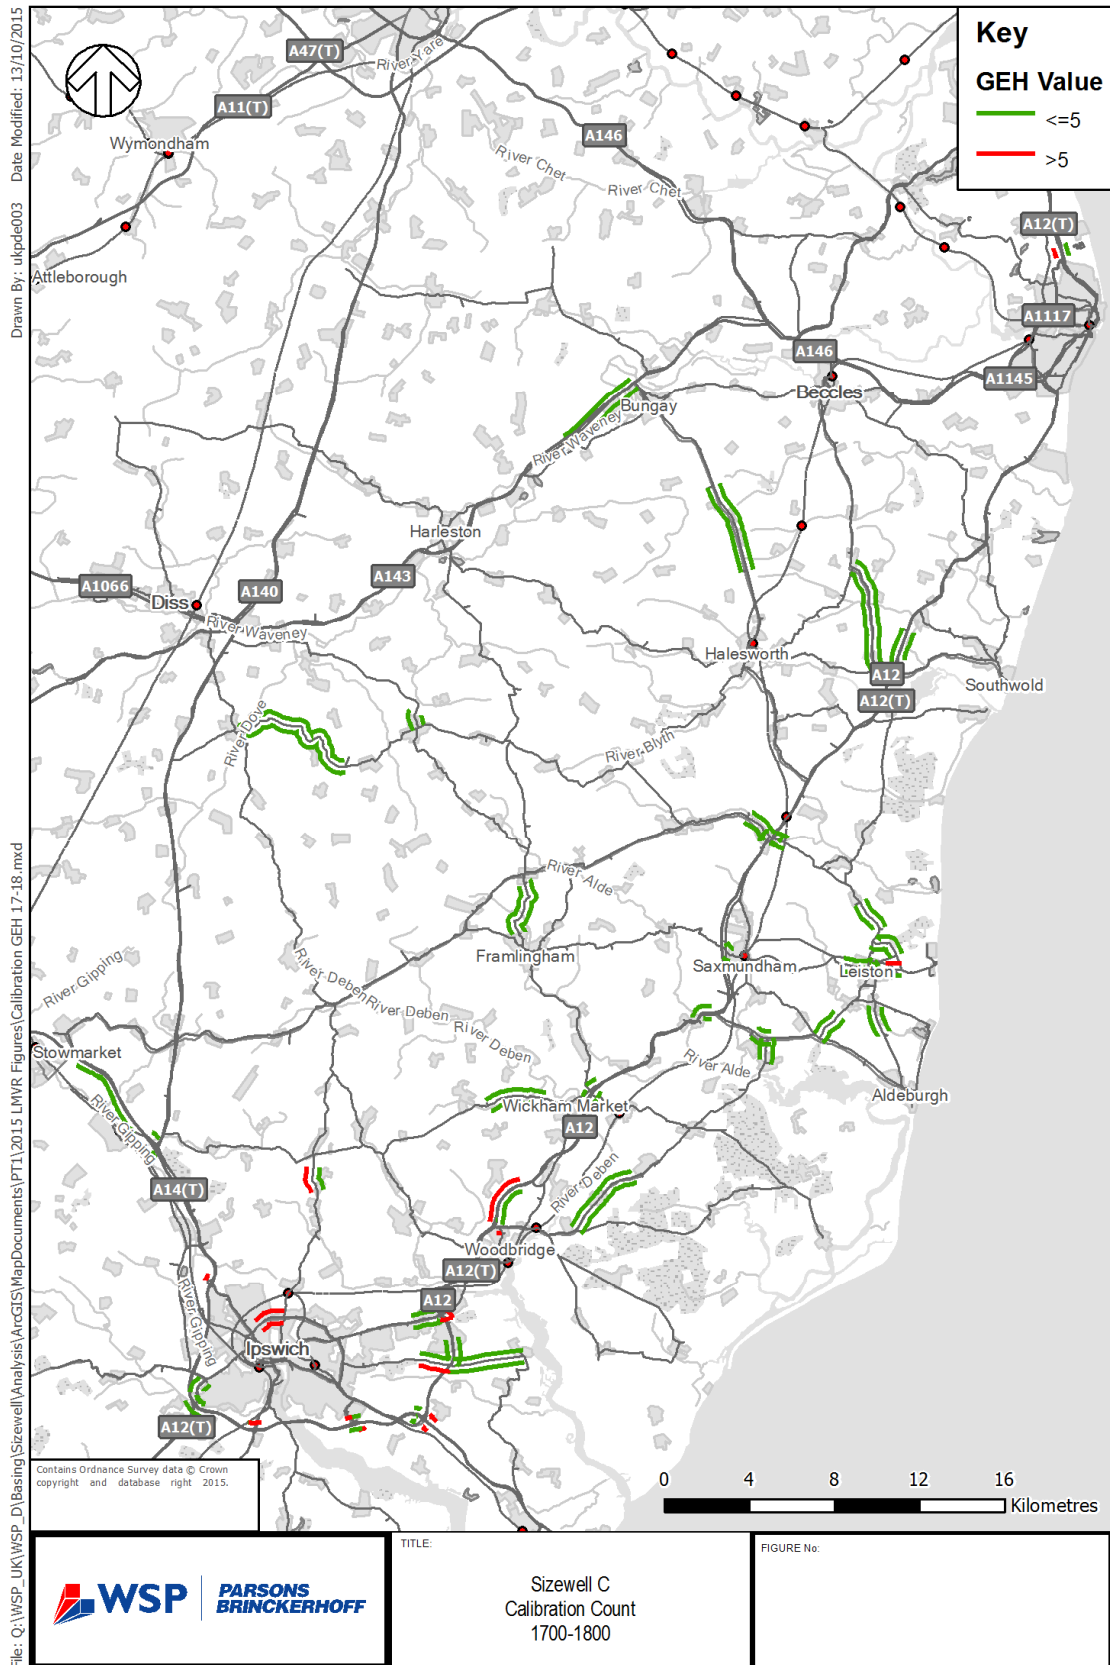 Drawn By: ukpde003 Date Modified: 13/10/2015
File: Q:\WSP_UK\WSP_D\Basing\Sizewell\Analysis\ArcGIS\MapDocuments\PT1\2015 LMVR Figures\Calibration GEH 17-18.mxd
Key
GEH Value
<=5
>5
A47(T)
River Yare
A11(T)
Wymondham
A146
River Chet
River Chet
A12(T)
Attleborough
A1117
A146
A1145
Beccles
Bungay
River Waveney
Harleston
A1066
A140
A143
Diss
River Waveney
Halesworth
A12
A12(T)
Southwold
River Dove
River Blyth
River Alde
Framlingham
Saxmundham
Leiston
River Gipping
River Deben
River Deben
River Deben
Stowmarket
River Alde
Aldeburgh
River Gipping
Wickham Market
A12
A14(T)
River Deben
Woodbridge
A12(T)
River Gipping
A12
Ipswich
A12(T)
Contains Ordnance Survey data © Crown
copyright and database right 2015.
0 4 8 12 16
Kilometres
WSP
PARSONS
BRINCKERHOFF
TITLE:
Sizewell C
Calibration Count
1700-1800
FIGURE No: